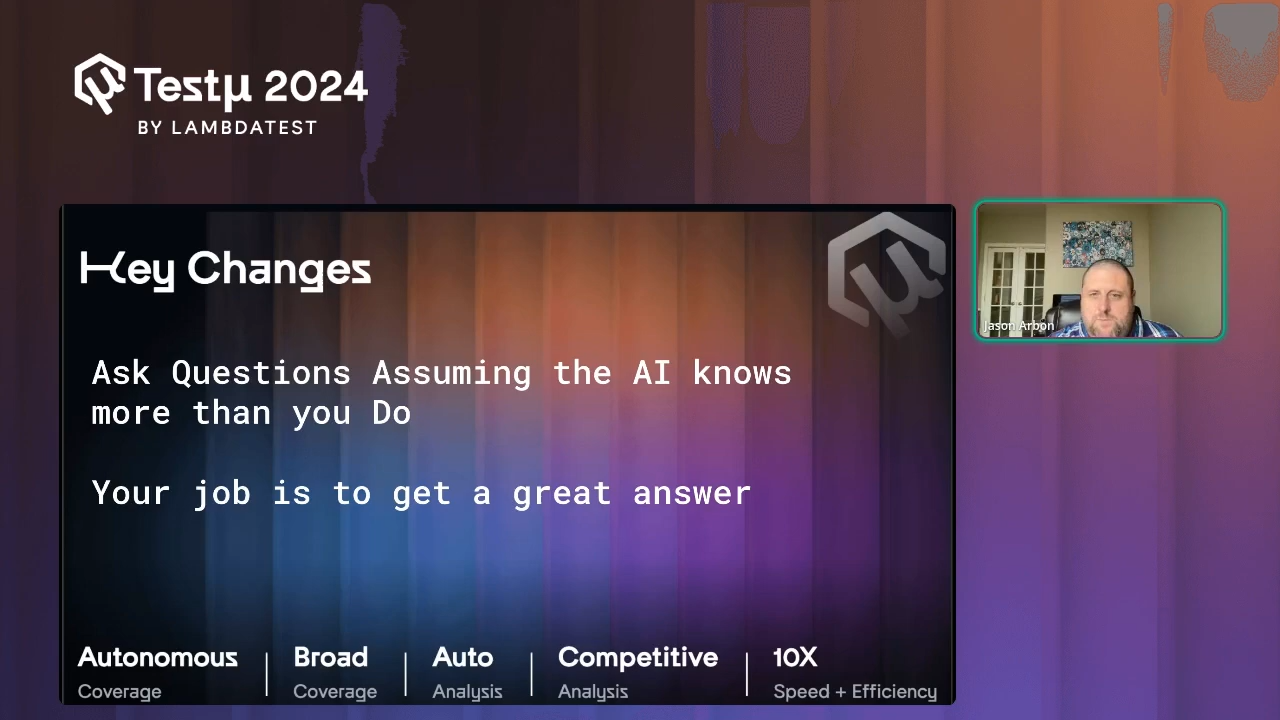 Testμ 2024
BY LAMBDATEST
Key Changes
Ask Questions Assuming the AI knows
more than you Do
Your job is to get a great answer
Autonomous
Coverage
Broad
Coverage
Auto
Analysis
Competitive
Analysis
10X
Speed + Efficiency
Jason Arbon